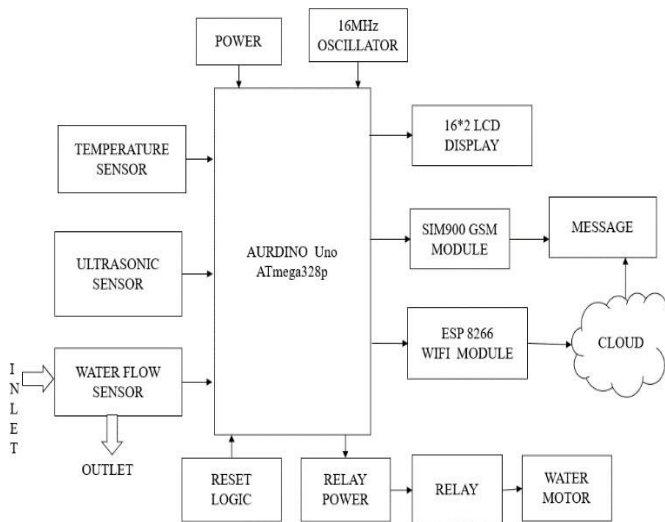 POWER
16MHz
OSCILLATOR
TEMPERATURE
SENSOR
16*2 LCD
DISPLAY
ULTRASONIC
SENSOR
AURDINO Uno
ATmega328p
SIM900 GSM
MODULE
MESSAGE
INLET
WATER FLOW
SENSOR
ESP 8266
WIFI MODULE
CLOUD
OUTLET
RESET
LOGIC
RELAY
POWER
RELAY
WATER
MOTOR